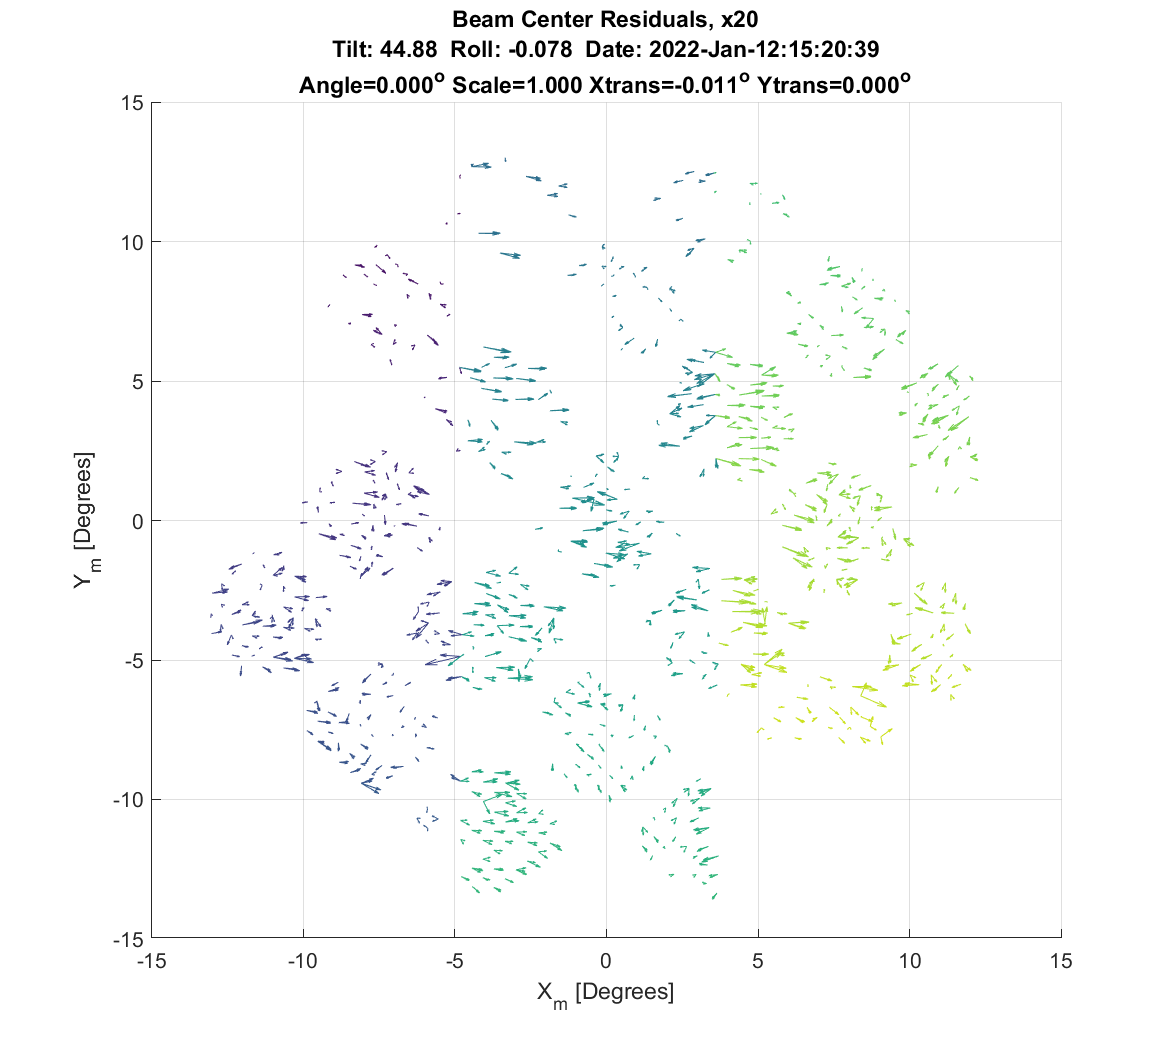 Beam Center Residuals, x20
Tilt: 44.88 Roll: -0.078 Date: 2022-Jan-12:15:20:39
Angle=0.000° Scale=1.000 Xtrans=-0.011° Ytrans=0.000°
15
10
5
0
-5
-10
-15
Y_m [Degrees]
-15 -10 -5 0 5 10 15
X_m [Degrees]